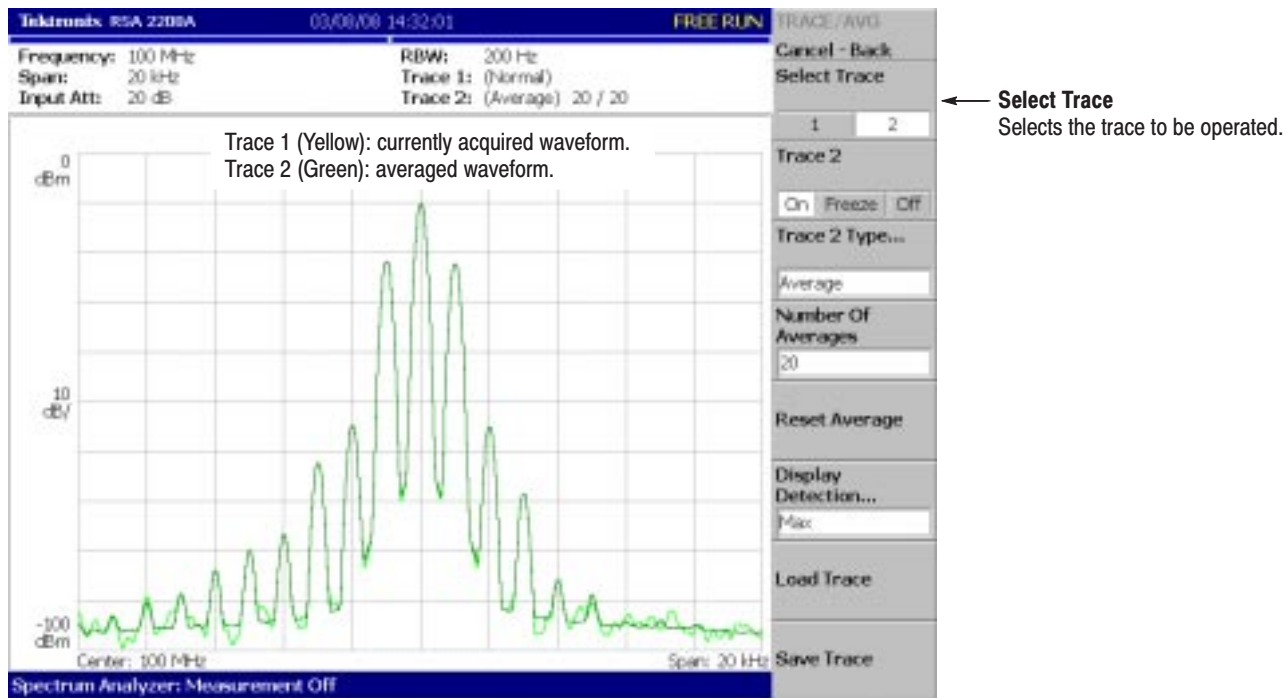 Tektronix RSA 2208A 03/08/08 14:32:01 FREE RUN
Frequency: 100 MHz
Span: 20 kHz
Input Att: 20 dB
RBW: 200 Hz
Trace 1: (Normal)
Trace 2: (Average) 20 / 20
Trace 1 (Yellow): currently acquired waveform.
Trace 2 (Green): averaged waveform.
0
dBm
10
dB/
-100
dBm
Center: 100 MHz
Span: 20 kHz
Spectrum Analyzer: Measurement Off
TRACE/AVG
Cancel - Back
Select Trace
1 2
Trace 2
On Freeze Off
Trace 2 Type...
Average
Number Of
Averages
20
Reset Average
Display
Detection...
Max
Load Trace
Save Trace
Select Trace
Selects the trace to be operated.